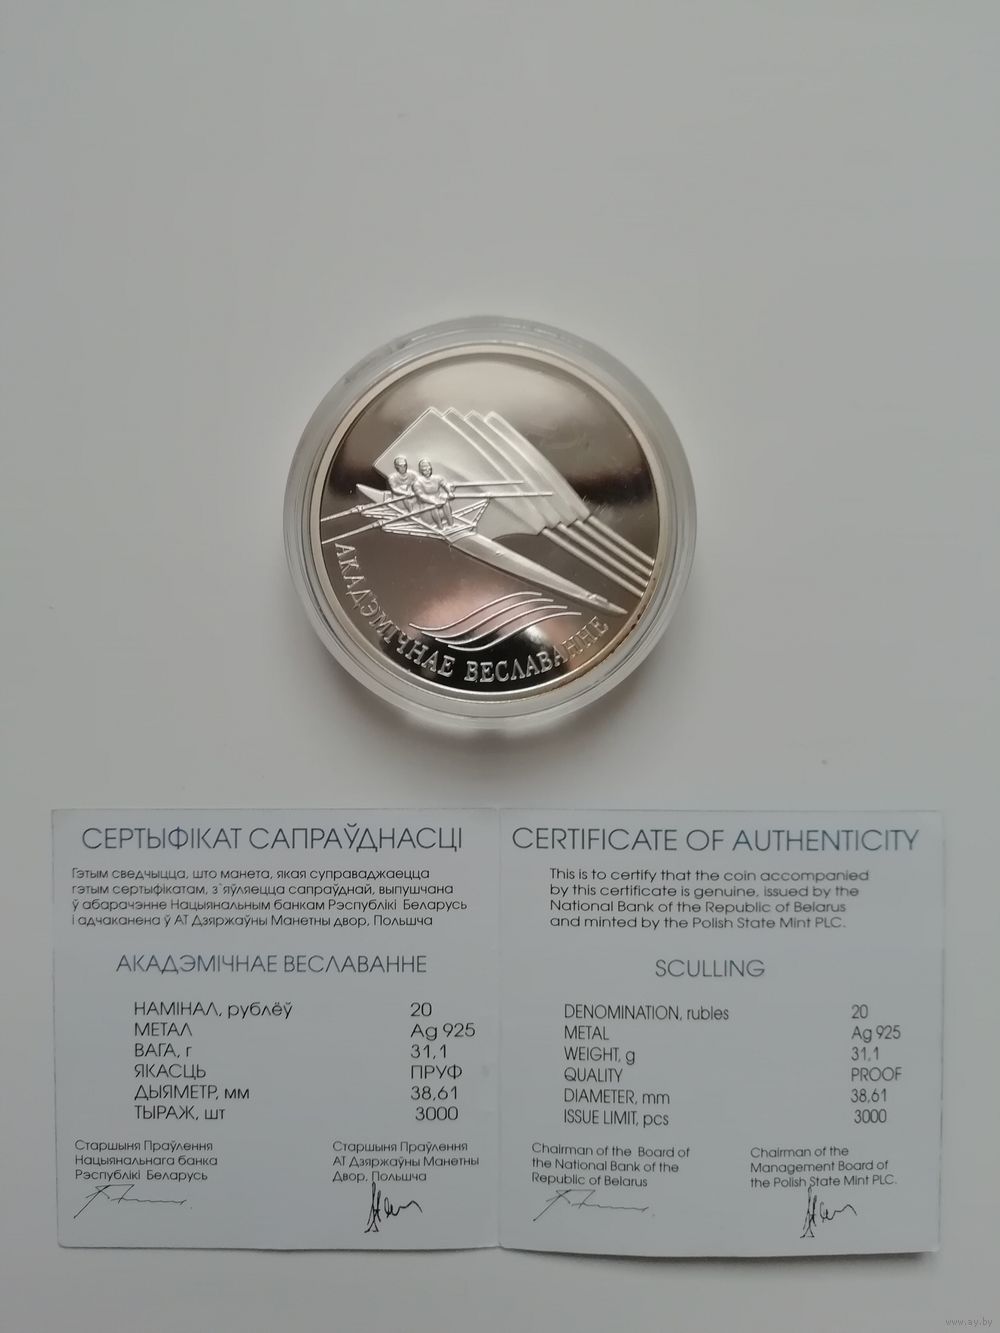 АКАДЭМІЧНАЕ ВЕСЛАВАННЕ
СЕРТЫФІКАТ САПРАЎДНАСЦІ
Гэтым сведчыцца, што манета, якая суправаджаецца
гэтым сертыфікатам, з`яўляецца сапраўднай, выпушчана
ў абарачэнне Нацыянальным банкам Рэспублікі Беларусь
і адчаканена ў АТ Дзяржаўны Манетны двор, Польшча
АКАДЭМІЧНАЕ ВЕСЛАВАННЕ
НАМІНАЛ, рублёў 20
МЕТАЛ Ag 925
ВАГА, г 31,1
ЯКАСЦЬ ПРУФ
ДЫЯМЕТР, мм 38,61
ТЫРАЖ, шт 3000
Старшыня Праўлення
Нацыянальнага банка
Рэспублікі Беларусь
Старшыня Праўлення
АТ Дзяржаўны Манетны
Двор, Польшча
CERTIFICATE OF AUTHENTICITY
This is to certify that the coin accompanied
by this certificate is genuine, issued by the
National Bank of the Republic of Belarus
and minted by the Polish State Mint PLC.
SCULLING
DENOMINATION, rubles 20
METAL Ag 925
WEIGHT, g 31,1
QUALITY PROOF
DIAMETER, mm 38,61
ISSUE LIMIT, pcs 3000
Chairman of the Board of
the National Bank of the
Republic of Belarus
Chairman of the
Management Board of
the Polish State Mint PLC.
www.ay.by